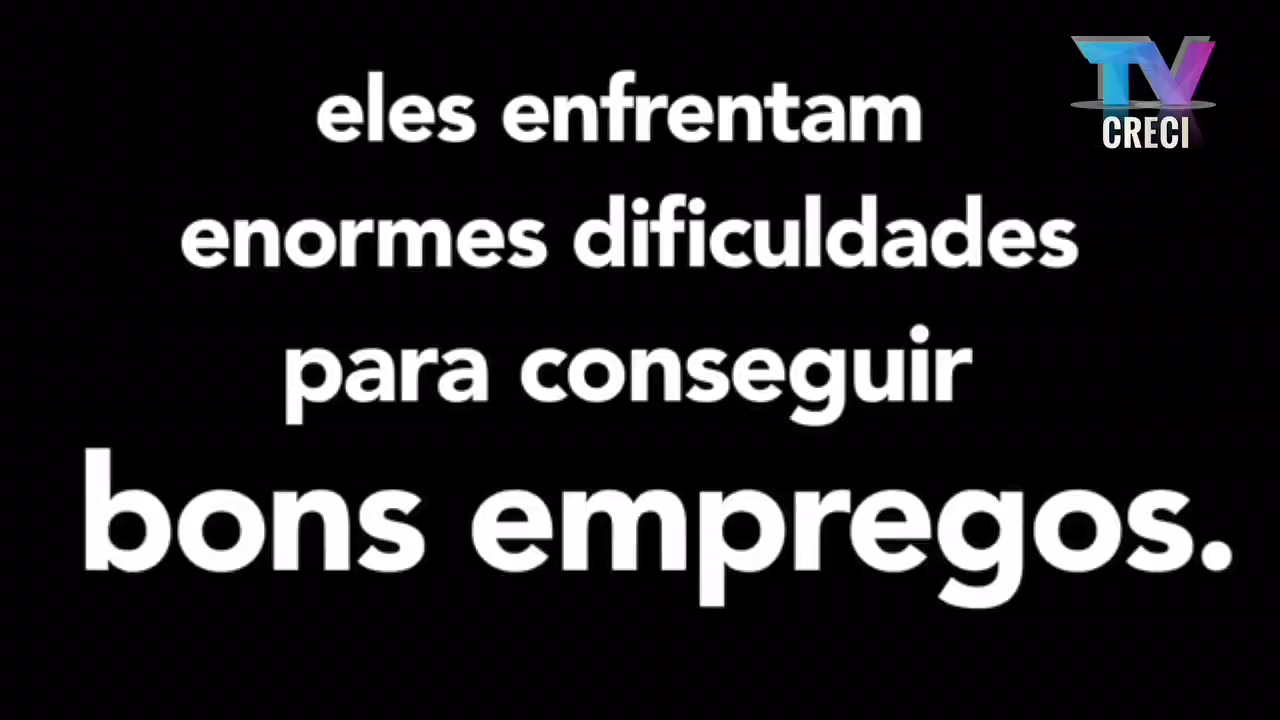 TV
CRECI
eles enfrentam
enormes dificuldades
para conseguir
bons empregos.